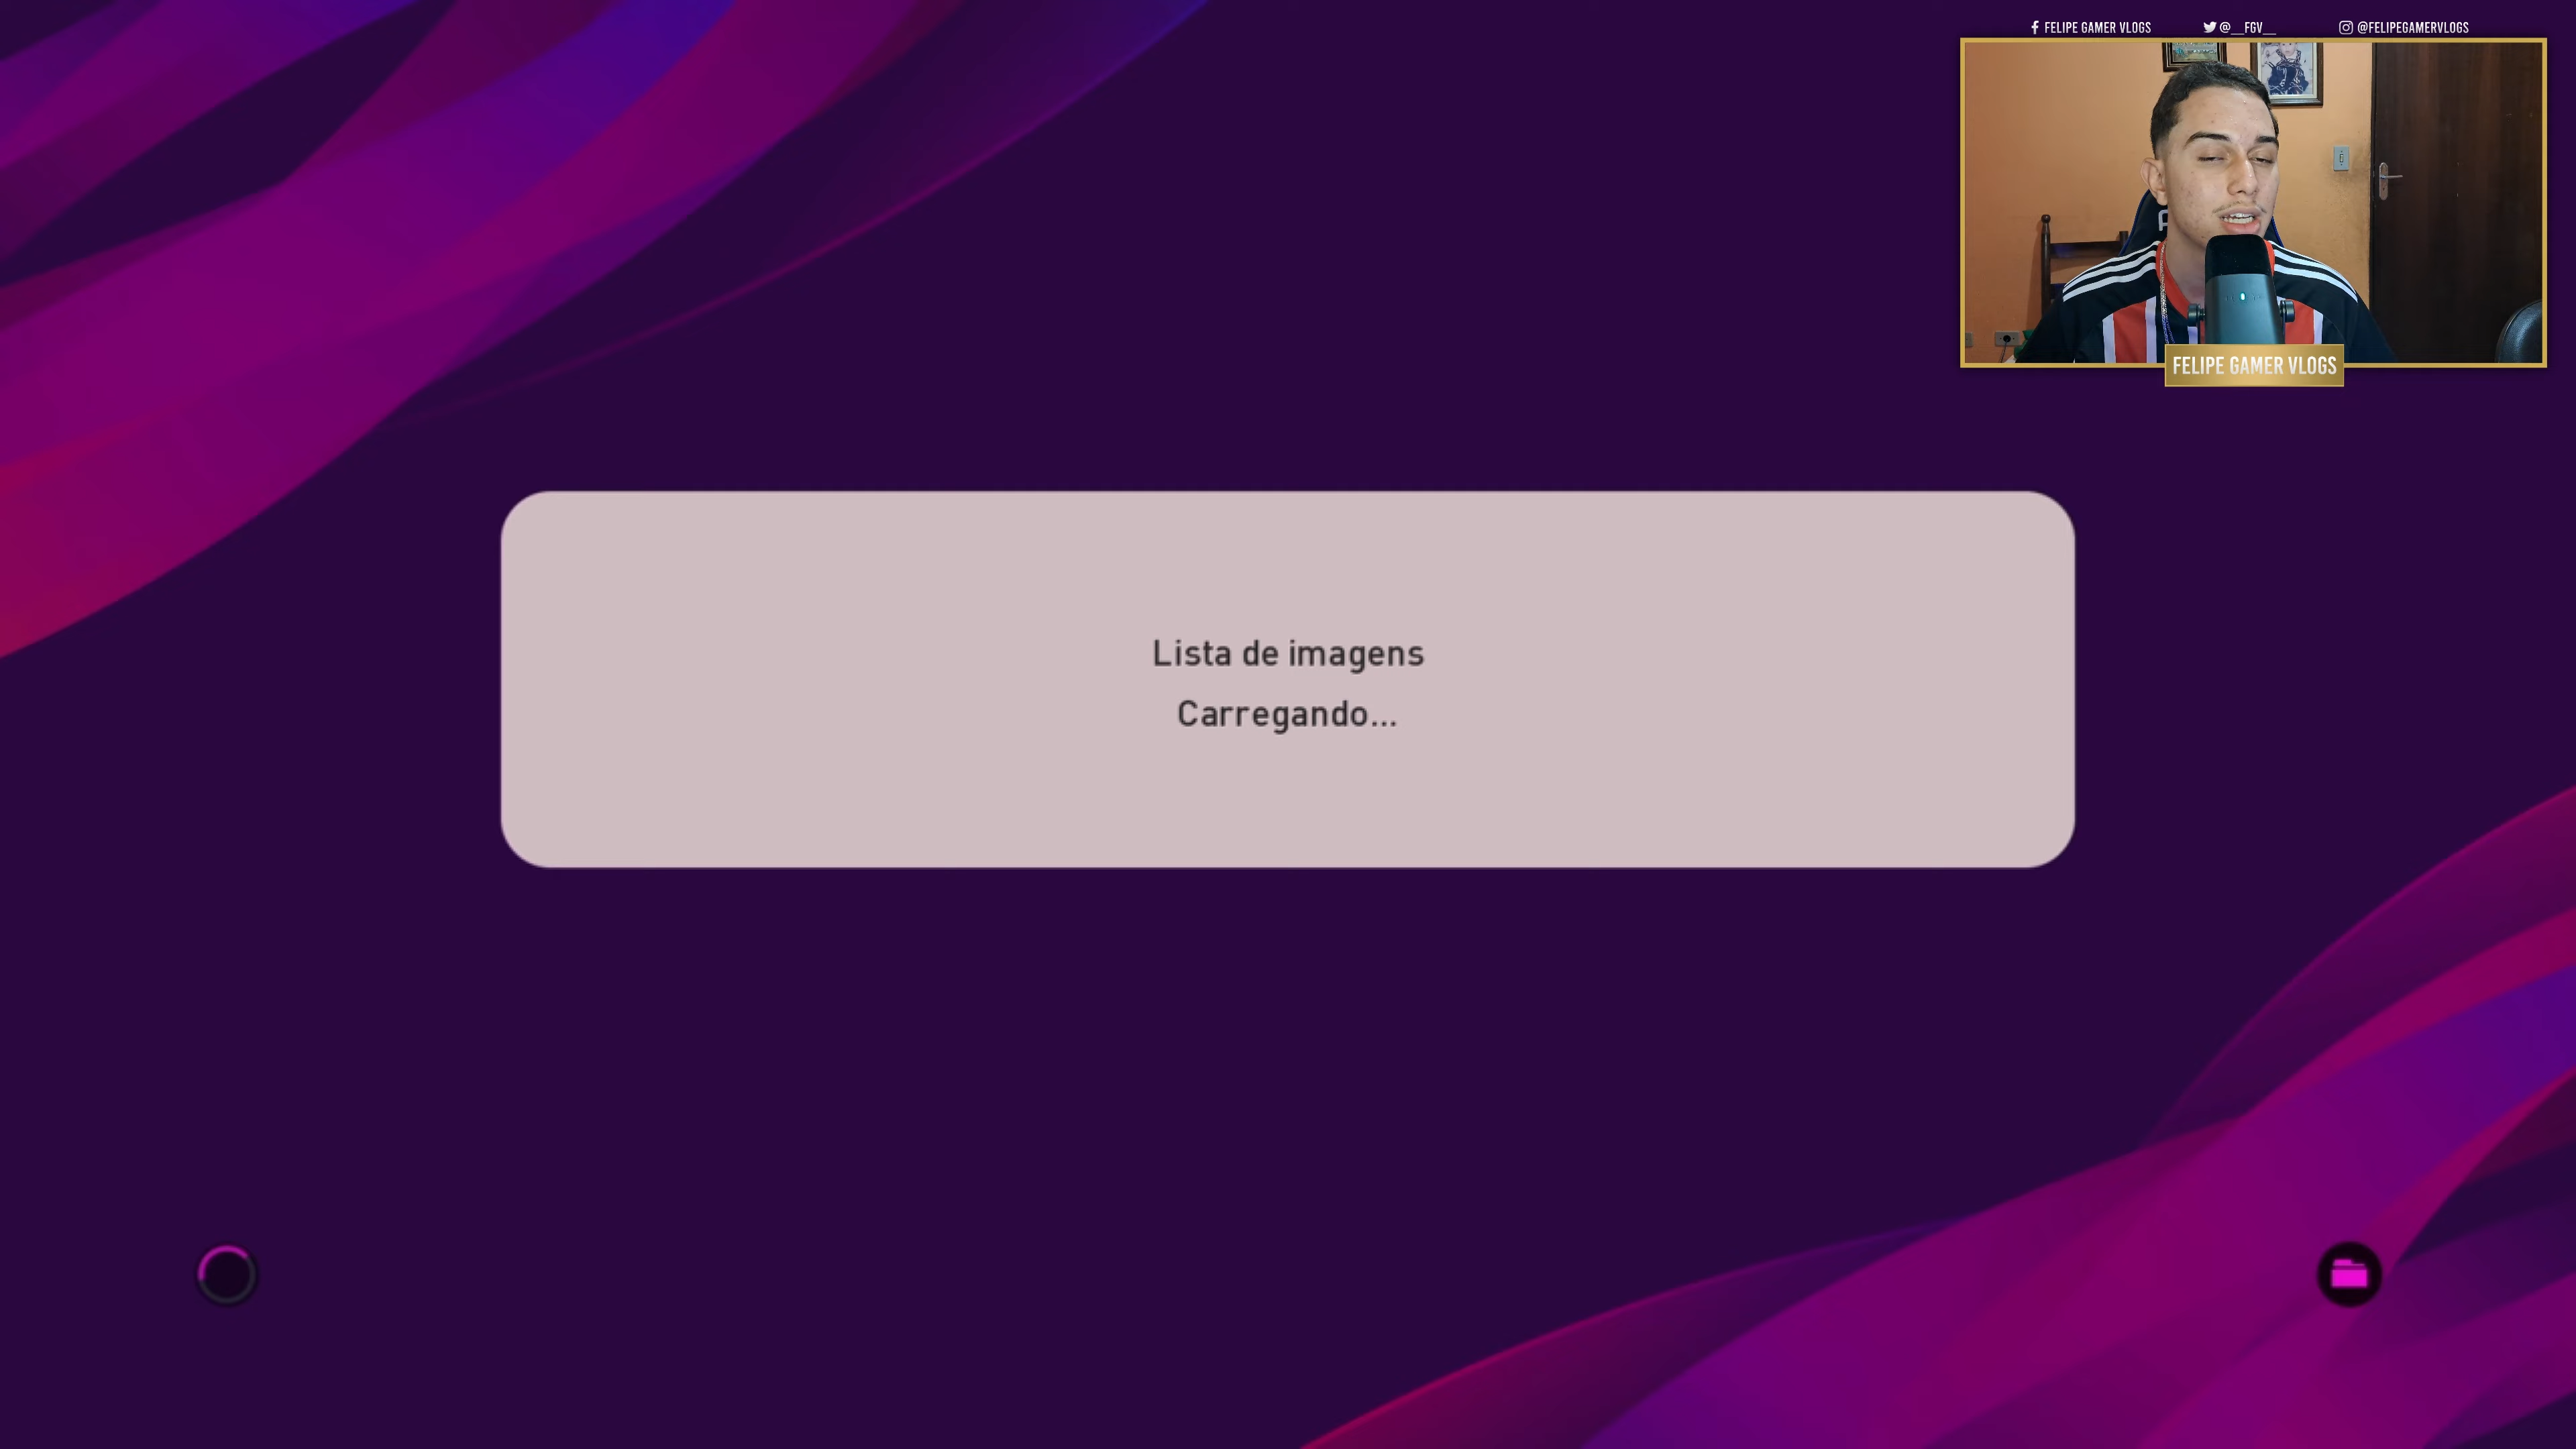 FELIPE GAMER VLOGS
@__FGV__
@FELIPEGAMERVLOGS
FELIPE GAMER VLOGS
Lista de imagens
Carregando...